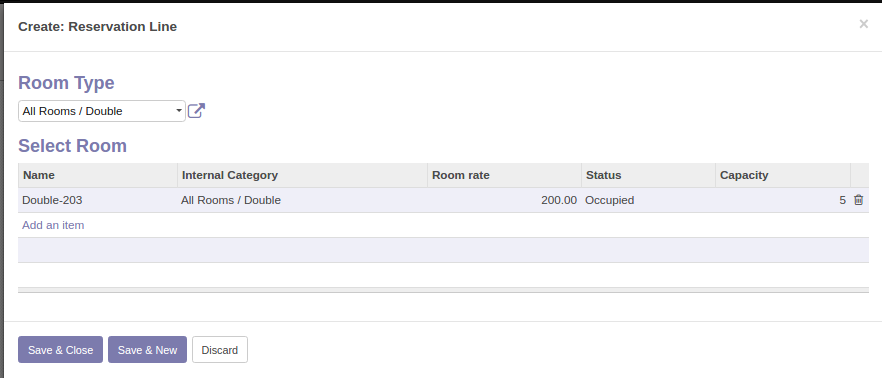 Create: Reservation Line ×
Room Type
All Rooms / Double
Select Room
Name Internal Category Room rate Status Capacity
Double-203 All Rooms / Double 200.00 Occupied 5
Add an item
Save & Close Save & New Discard